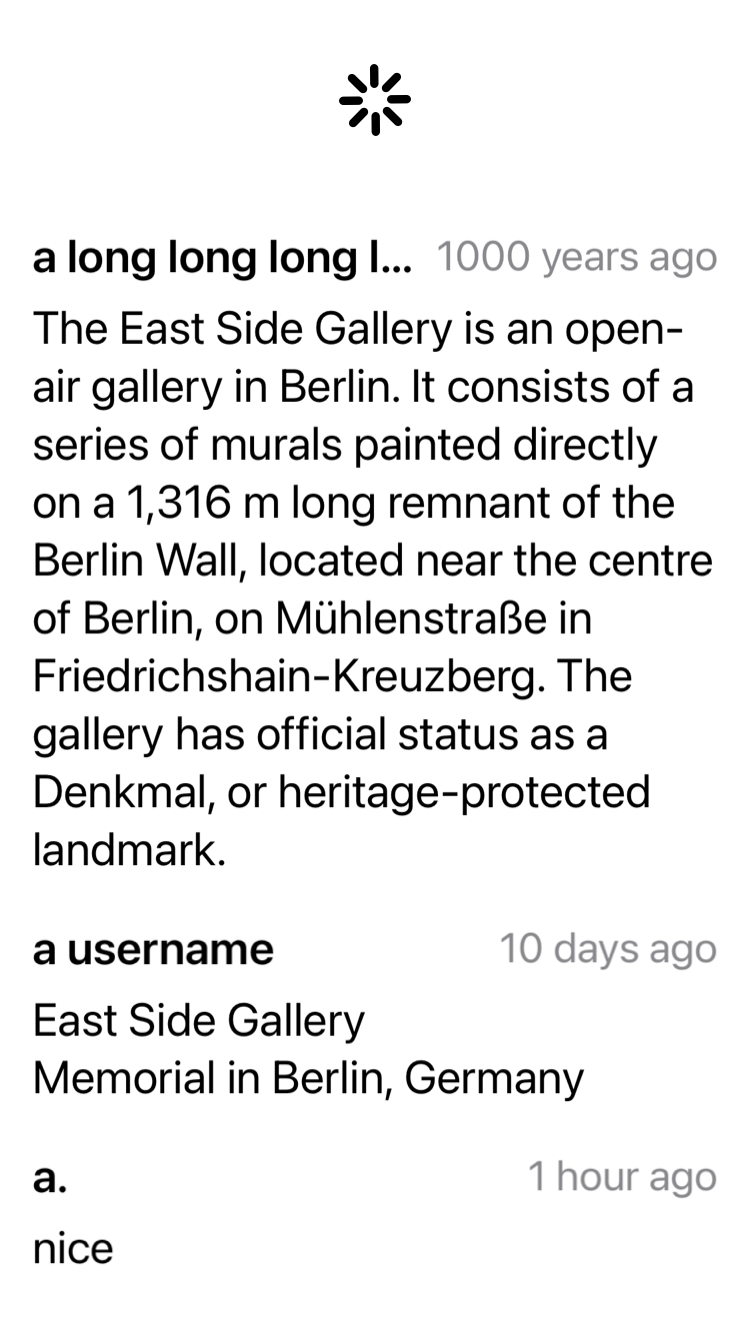 a long long long l... 1000 years ago
The East Side Gallery is an open-
air gallery in Berlin. It consists of a
series of murals painted directly
on a 1,316 m long remnant of the
Berlin Wall, located near the centre
of Berlin, on Mühlenstraße in
Friedrichshain-Kreuzberg. The
gallery has official status as a
Denkmal, or heritage-protected
landmark.
a username 10 days ago
East Side Gallery
Memorial in Berlin, Germany
a. 1 hour ago
nice